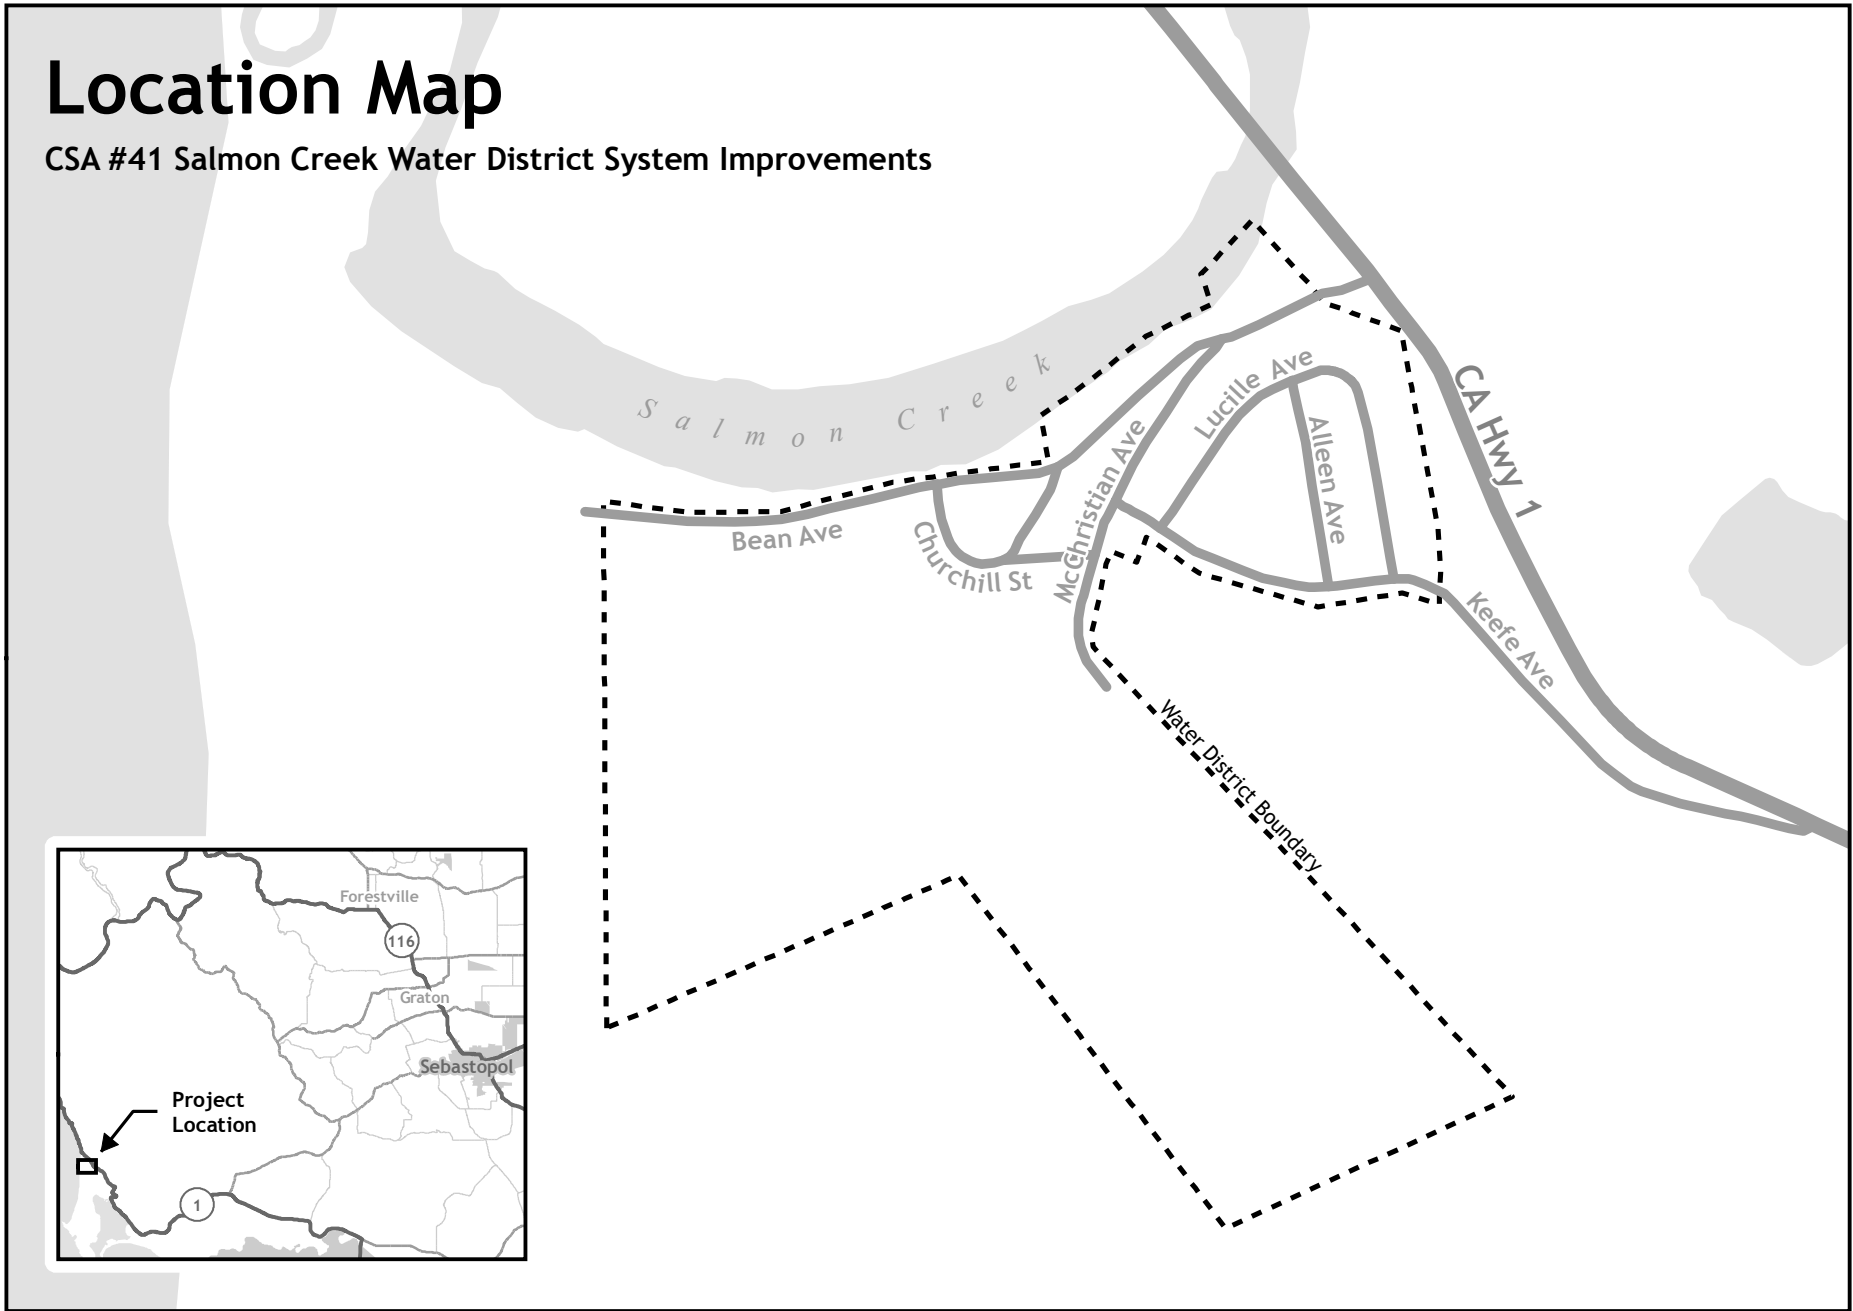 Location Map
CSA #41 Salmon Creek Water District System Improvements
Salmon Creek
Bean Ave
Churchill St
McChristian Ave
Lucille Ave
Alleen Ave
CA Hwy 1
Keefe Ave
Water District Boundary
Forestville
116
Graton
Sebastopol
Project
Location
1